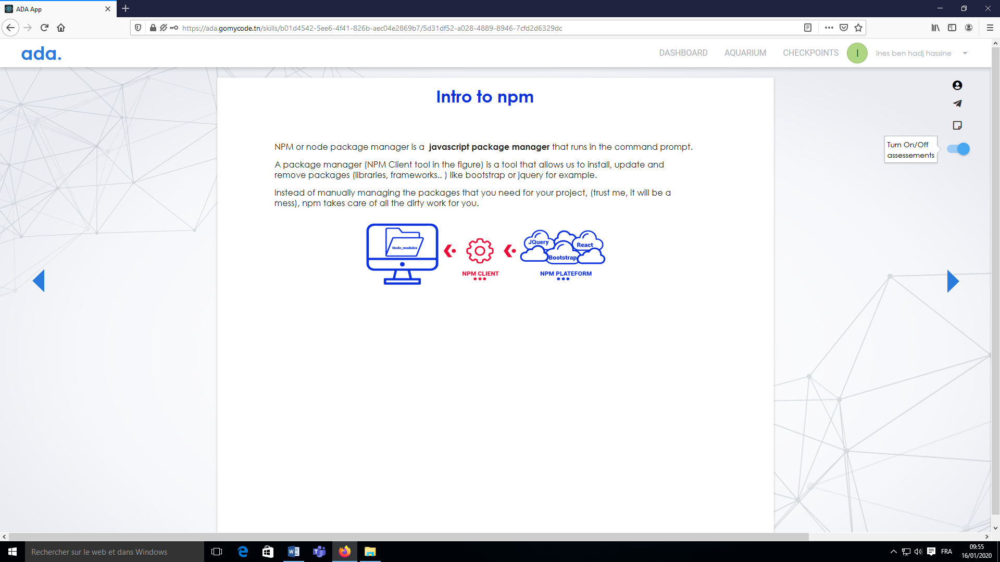 ADA App
https://ada.gomycode.tn/skills/b01d4542-5ee6-4f41-826b-aec04e2869b7/5d31df52-a028-4889-8946-7cfd2d6329dc
ada.
DASHBOARD
AQUARIUM
CHECKPOINTS
I
ines ben hadj hassine
Intro to npm
Turn On/Off
assessements
NPM or node package manager is a javascript package manager that runs in the command prompt.
A package manager (NPM Client tool in the figure) is a tool that allows us to install, update and
remove packages (libraries, frameworks.. ) like bootstrap or jquery for example.
Instead of manually managing the packages that you need for your project, (trust me, it will be a
mess), npm takes care of all the dirty work for you.
Node_modules
JQuery
React
Bootstrap
NPM CLIENT
NPM PLATEFORM
Rechercher sur le web et dans Windows
FRA
09:55
16/01/2020